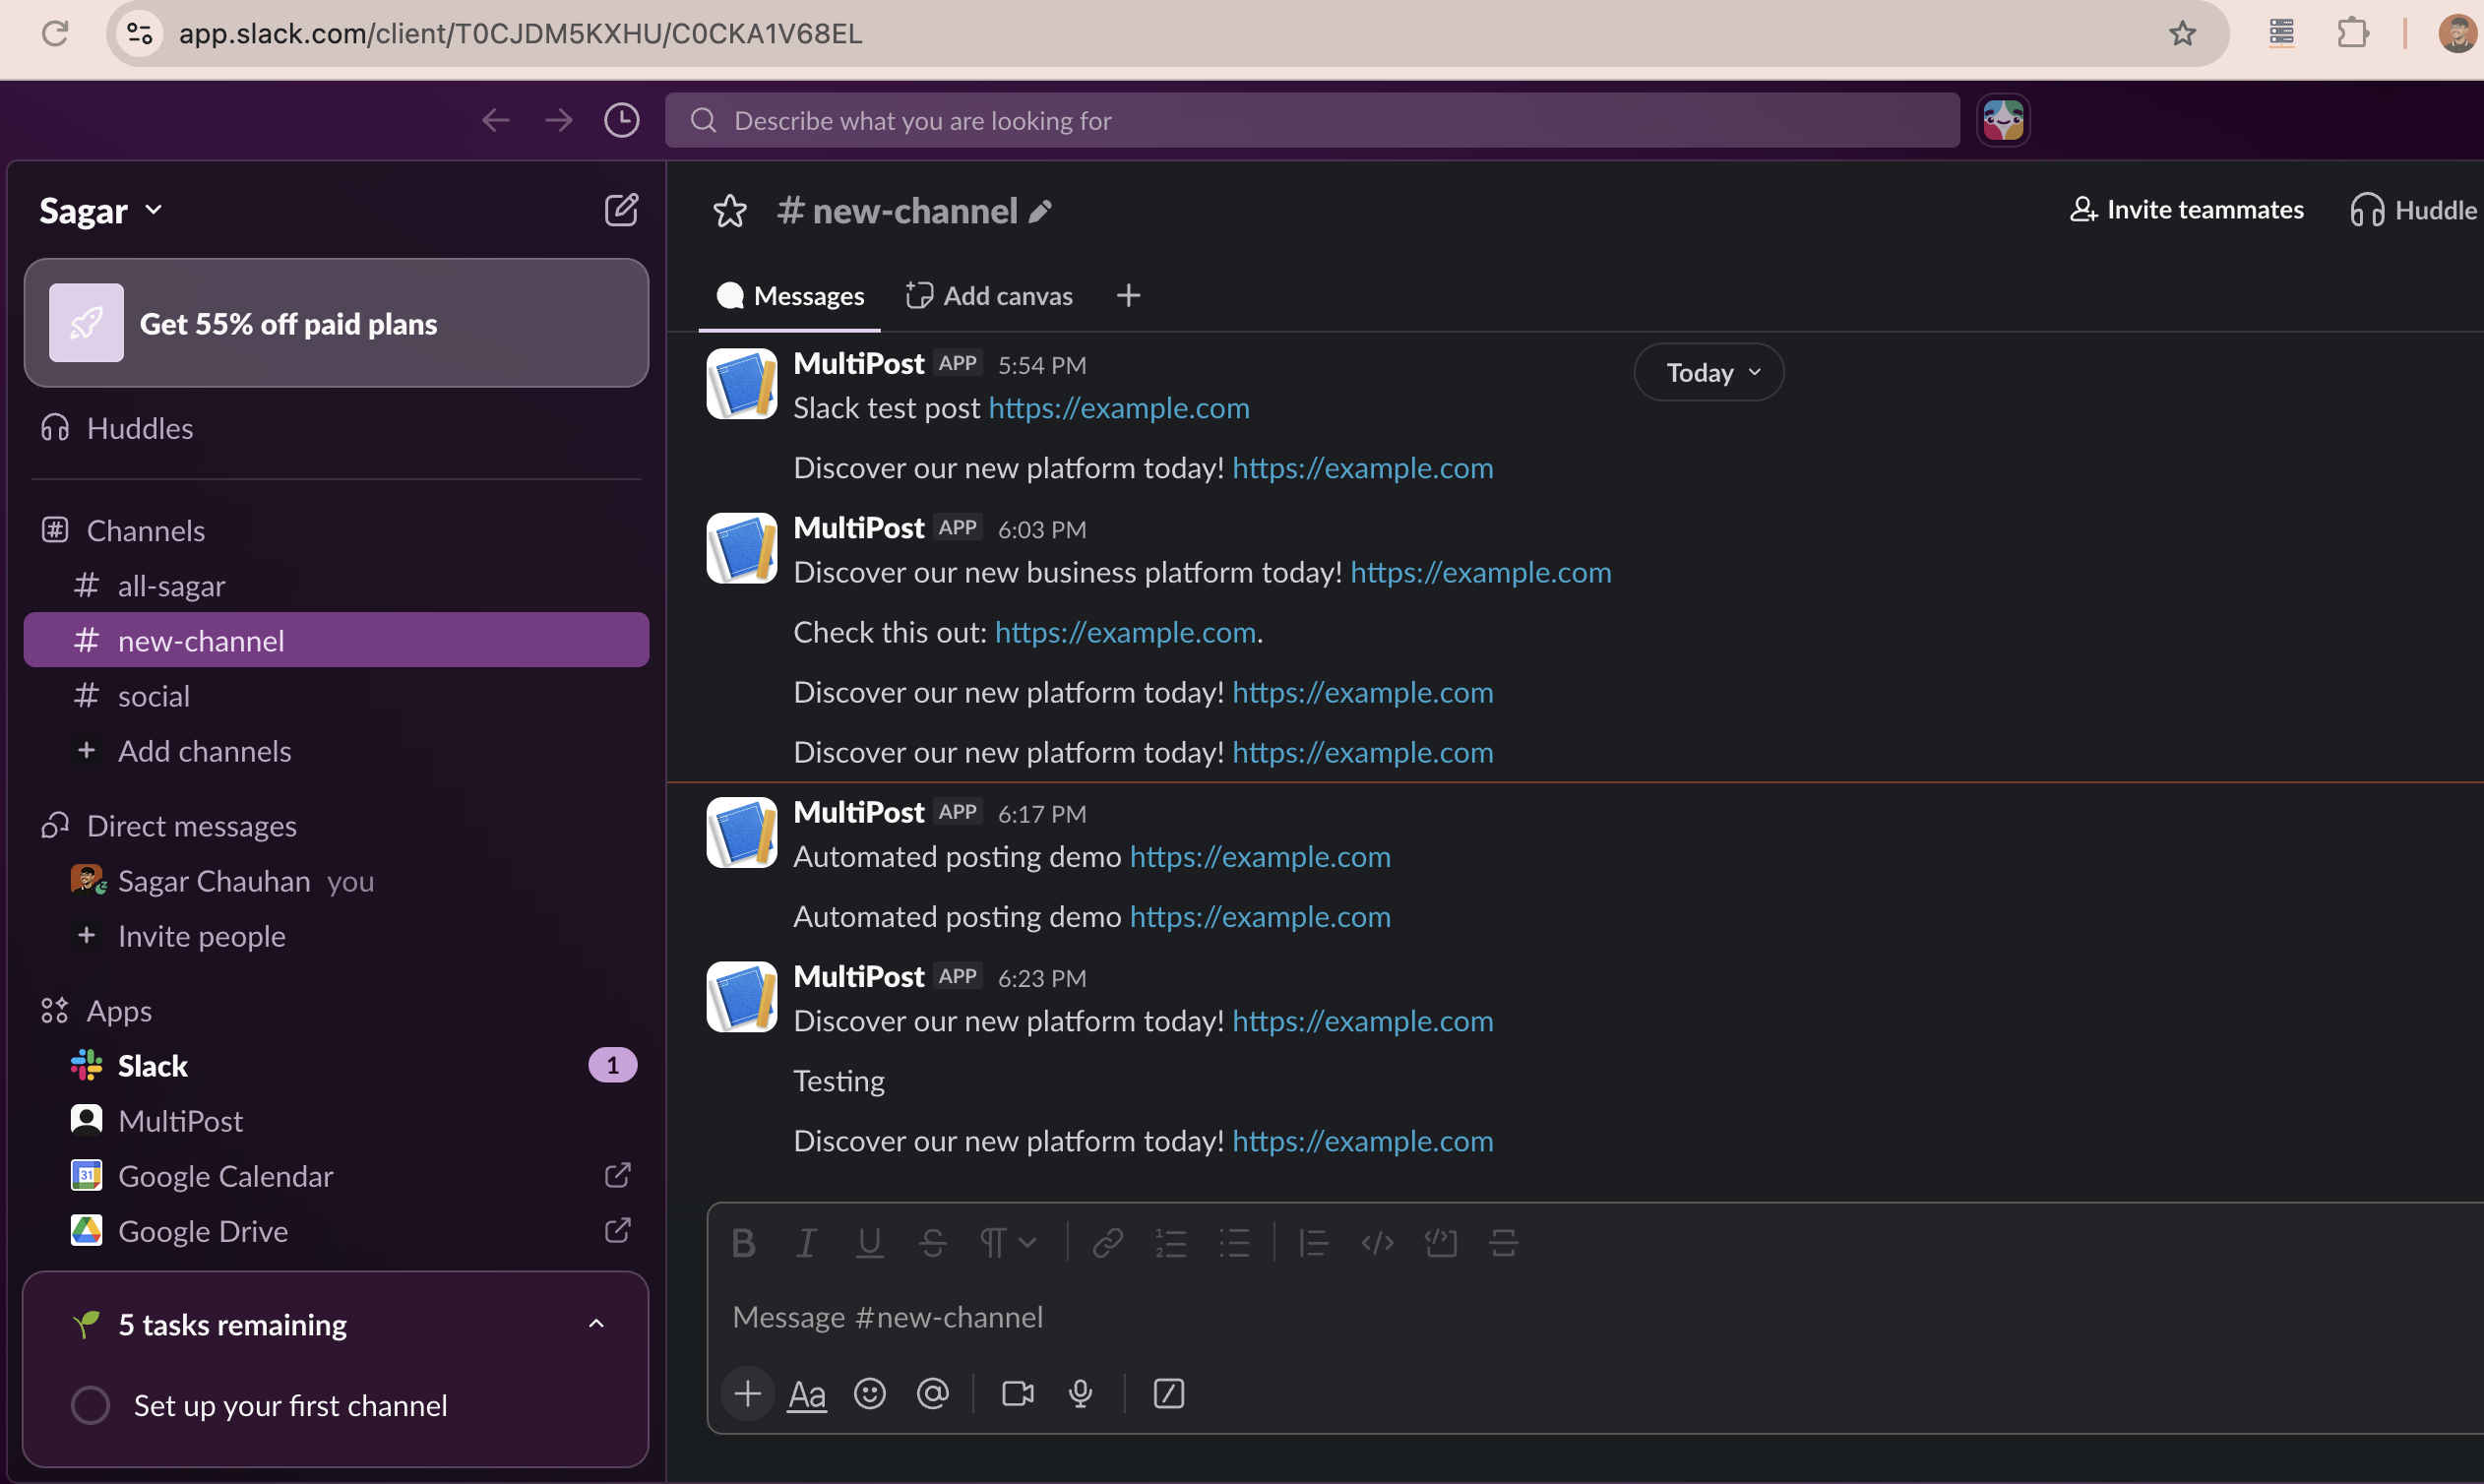 app.slack.com/client/T0CJDM5KXHU/C0CKA1V68EL
Describe what you are looking for
Sagar
Get 55% off paid plans
Huddles
Channels
# all-sagar
# new-channel
# social
+ Add channels
Direct messages
Sagar Chauhan you
+ Invite people
Apps
Slack 1
MultiPost
31 Google Calendar
Google Drive
5 tasks remaining
Set up your first channel
# new-channel
Invite teammates
Huddle
Messages
Add canvas
+
Today
MultiPost APP 5:54 PM
Slack test post https://example.com
Discover our new platform today! https://example.com
MultiPost APP 6:03 PM
Discover our new business platform today! https://example.com
Check this out: https://example.com.
Discover our new platform today! https://example.com
Discover our new platform today! https://example.com
MultiPost APP 6:17 PM
Automated posting demo https://example.com
Automated posting demo https://example.com
MultiPost APP 6:23 PM
Discover our new platform today! https://example.com
Testing
Discover our new platform today! https://example.com
B I U S
Message #new-channel
+ Aa @